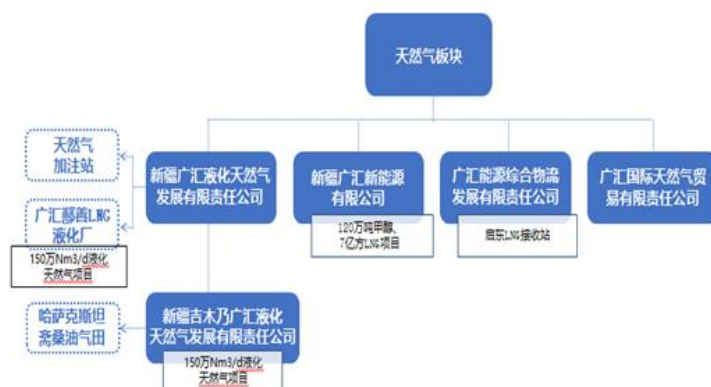 天然气板块
天然气
加注站
新疆广汇液化天然气
发展有限责任公司
新疆广汇新能源
有限公司
广汇能源综合物流
发展有限责任公司
广汇国际天然气贸
易有限责任公司
广汇鄯善LNG
液化厂
120万吨甲醇、
7亿方LNG项目
启东LNG接收站
150万Nm3/d液化
天然气项目
哈萨克斯坦
斋桑油气田
新疆吉木乃广汇液化
天然气发展有限责任公司
150万Nm3/d液化
天然气项目